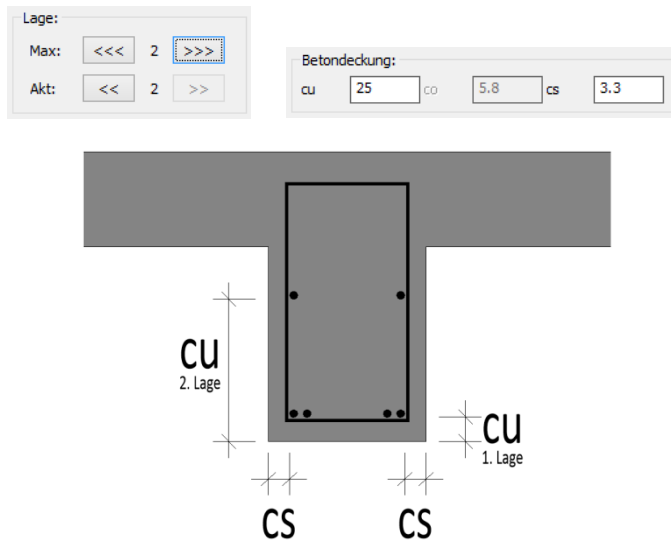 Lage:
Max: <<< 2 >>>
Akt: << 2 >>
Betondeckung:
cu 25 co 5.8 cs 3.3
cu
2. Lage
cu
1. Lage
cs cs